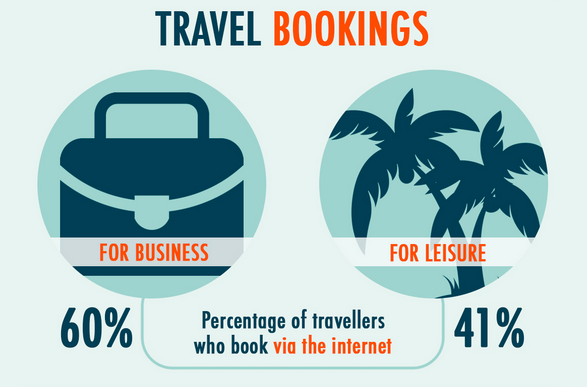 TRAVEL BOOKINGS
FOR BUSINESS
FOR LEISURE
60%
Percentage of travellers
who book via the internet
41%